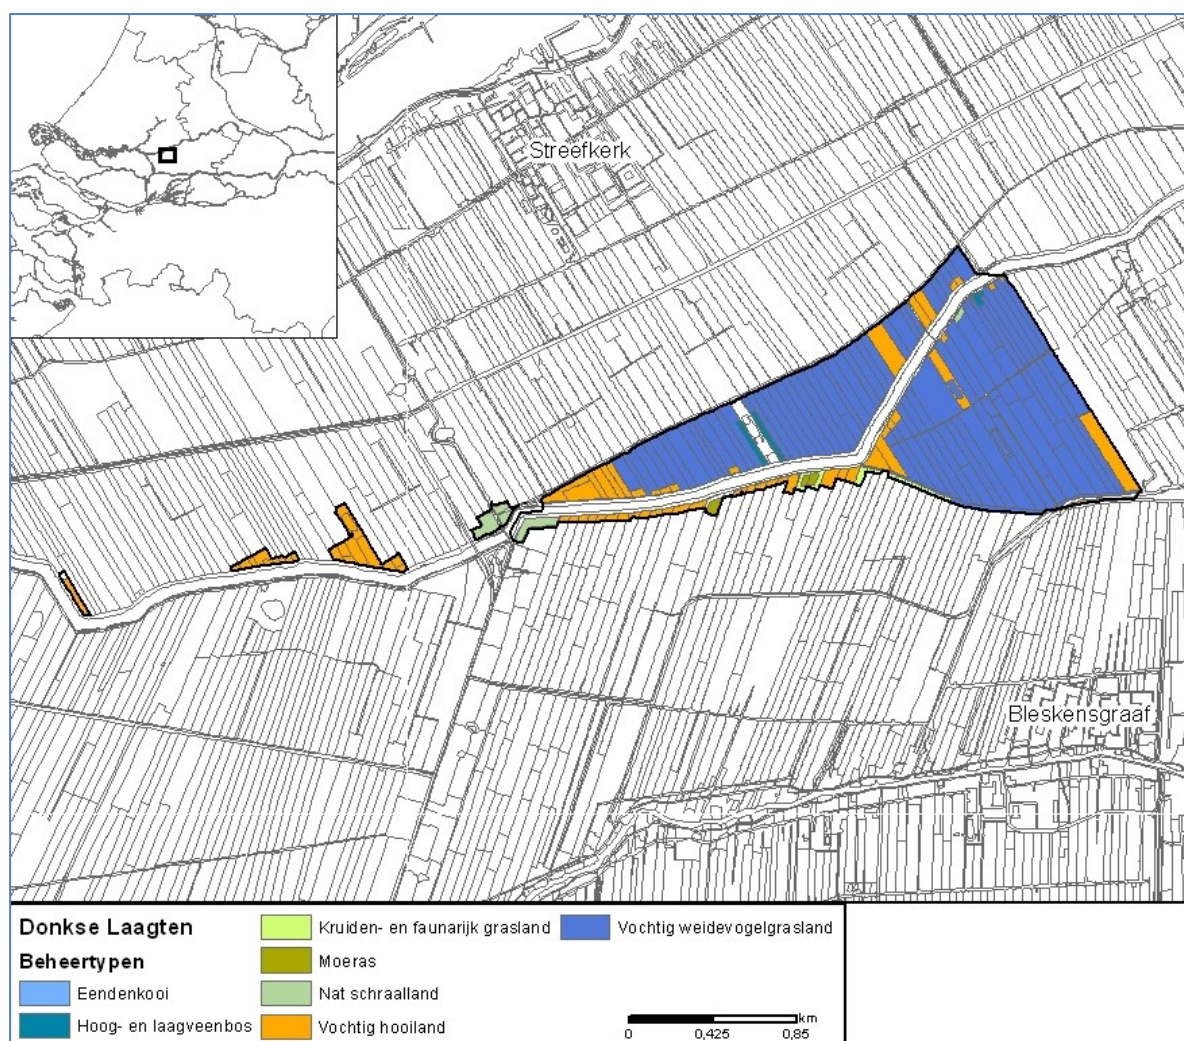 Streefkerk
Bleskensgraaf
Donkse Laagten
Beheertypen
Eendenkooi
Hoog- en laagveenbos
Kruiden- en faunarijk grasland
Moeras
Nat schraalland
Vochtig hooiland
Vochtig weidevogelgrasland
km
0 0,425 0,85